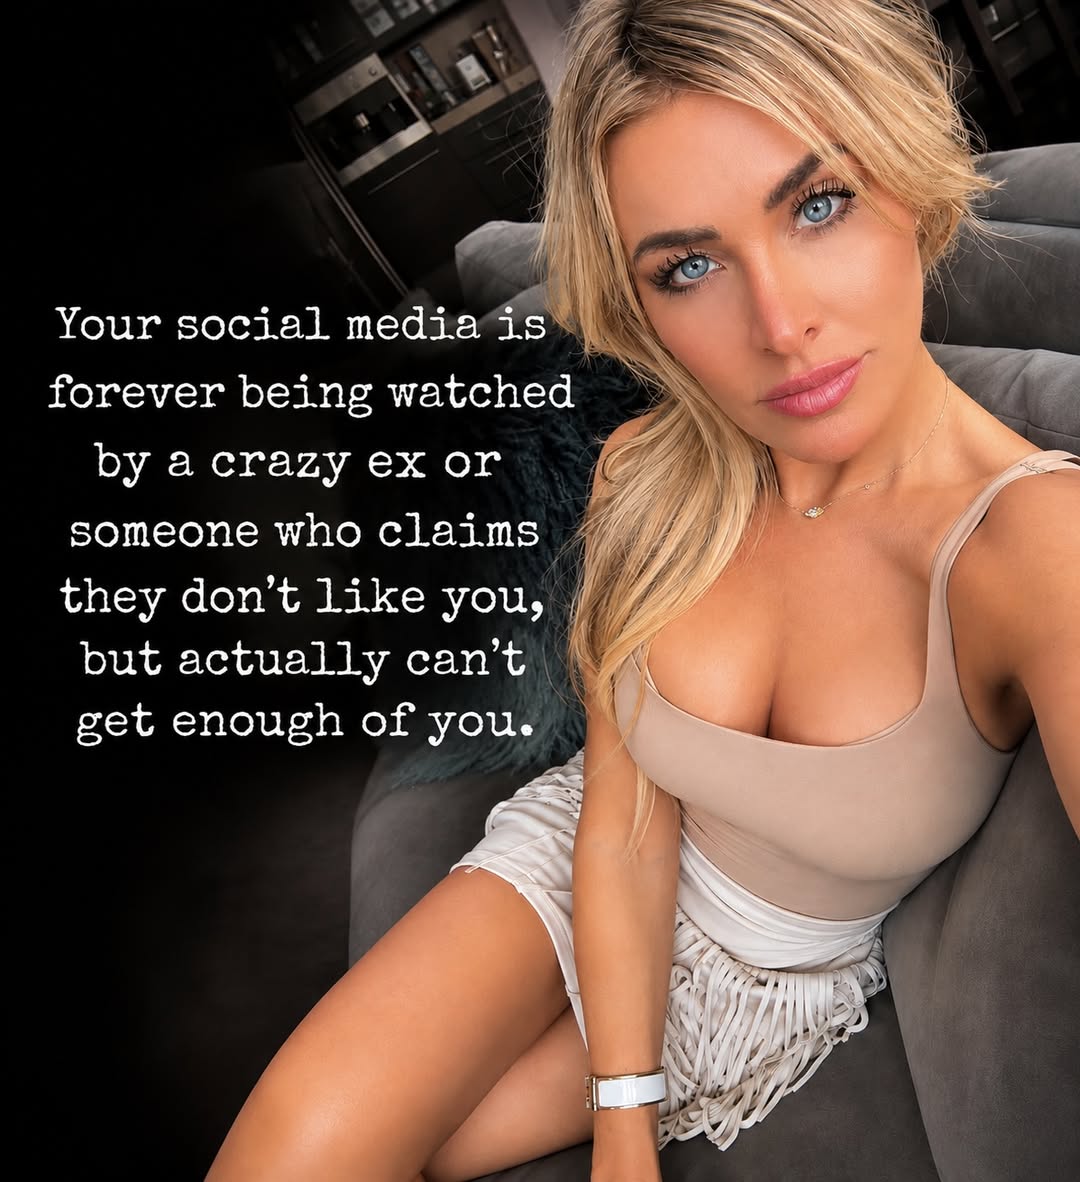 Your social media is
forever being watched
by a crazy ex or
someone who claims
they don't like you,
but actually can't
get enough of you.